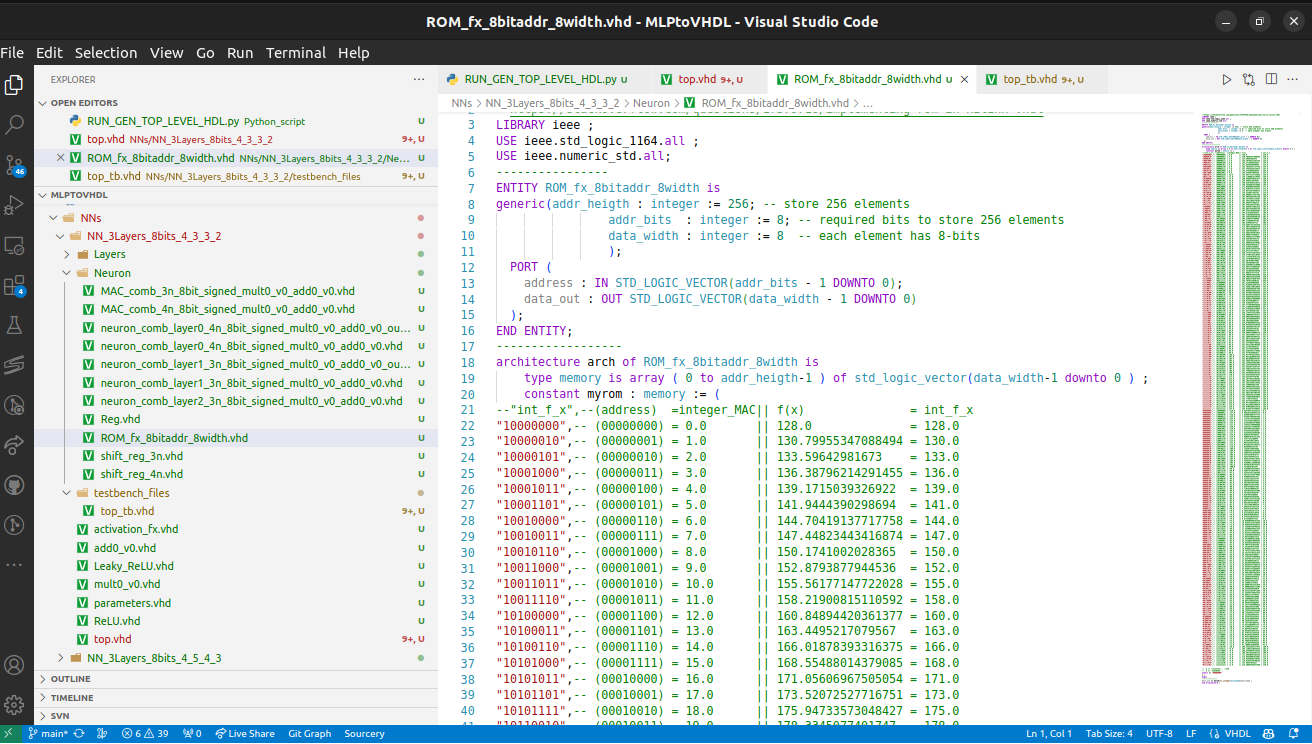 ROM_fx_8bitaddr_8width.vhd - MLPtoVHDL - Visual Studio Code
File Edit Selection View Go Run Terminal Help
EXPLORER
OPEN EDITORS
RUN_GEN_TOP_LEVEL_HDL.py Python_script U
top.vhd NNs/NN_3Layers_8bits_4_3_3_2 9+, U
ROM_fx_8bitaddr_8width.vhd NNs/NN_3Layers_8bits_4_3_3_2/Ne... U
top_tb.vhd NNs/NN_3Layers_8bits_4_3_3_2/testbench_files 9+, U
MLPTOVHDL
NNs
NN_3Layers_8bits_4_3_3_2
Layers
Neuron
MAC_comb_3n_8bit_signed_mult0_v0_add0_v0.vhd U
MAC_comb_4n_8bit_signed_mult0_v0_add0_v0.vhd U
neuron_comb_layer0_4n_8bit_signed_mult0_v0_add0_v0_ou... U
neuron_comb_layer0_4n_8bit_signed_mult0_v0_add0_v0.vhd U
neuron_comb_layer1_3n_8bit_signed_mult0_v0_add0_v0_ou... U
neuron_comb_layer1_3n_8bit_signed_mult0_v0_add0_v0.vhd U
neuron_comb_layer2_3n_8bit_signed_mult0_v0_add0_v0.vhd U
Reg.vhd U
ROM_fx_8bitaddr_8width.vhd U
shift_reg_3n.vhd U
shift_reg_4n.vhd U
testbench_files
top_tb.vhd 9+, U
activation_fx.vhd U
add0_v0.vhd U
Leaky_ReLU.vhd U
mult0_v0.vhd U
parameters.vhd U
ReLU.vhd U
top.vhd 9+, U
NN_3Layers_8bits_4_5_4_3
OUTLINE
TIMELINE
SVN
46
4
RUN_GEN_TOP_LEVEL_HDL.py U top.vhd 9+, U ROM_fx_8bitaddr_8width.vhd U top_tb.vhd 9+, U
NNs > NN_3Layers_8bits_4_3_3_2 > Neuron > ROM_fx_8bitaddr_8width.vhd > ...
3 LIBRARY ieee ;
4 USE ieee.std_logic_1164.all ;
5 USE ieee.numeric_std.all;
6 ----------------
7 ENTITY ROM_fx_8bitaddr_8width is
8 generic(addr_heigth : integer := 256; -- store 256 elements
9 addr_bits : integer := 8; -- required bits to store 256 elements
10 data_width : integer := 8 -- each element has 8-bits
11 );
12 PORT (
13 address : IN STD_LOGIC_VECTOR(addr_bits - 1 DOWNTO 0);
14 data_out : OUT STD_LOGIC_VECTOR(data_width - 1 DOWNTO 0)
15 );
16 END ENTITY;
17 ------------------
18 architecture arch of ROM_fx_8bitaddr_8width is
19 type memory is array ( 0 to addr_heigth-1 ) of std_logic_vector(data_width-1 downto 0 ) ;
20 constant myrom : memory := (
21 --"int_f_x",--(address) =integer_MAC|| f(x) = int_f_x
22 "10000000",-- (00000000) = 0.0 || 128.0 = 128.0
23 "10000010",-- (00000001) = 1.0 || 130.79955347088494 = 130.0
24 "10000101",-- (00000010) = 2.0 || 133.59642981673 = 133.0
25 "10001000",-- (00000011) = 3.0 || 136.38796214291455 = 136.0
26 "10001011",-- (00000100) = 4.0 || 139.1715039326922 = 139.0
27 "10001101",-- (00000101) = 5.0 || 141.9444390298694 = 141.0
28 "10010000",-- (00000110) = 6.0 || 144.70419137717758 = 144.0
29 "10010011",-- (00000111) = 7.0 || 147.44823443416874 = 147.0
30 "10010110",-- (00001000) = 8.0 || 150.1741002028365 = 150.0
31 "10011000",-- (00001001) = 9.0 || 152.8793877944536 = 152.0
32 "10011011",-- (00001010) = 10.0 || 155.56177147722028 = 155.0
33 "10011110",-- (00001011) = 11.0 || 158.21900815110592 = 158.0
34 "10100000",-- (00001100) = 12.0 || 160.84894420361377 = 160.0
35 "10100011",-- (00001101) = 13.0 || 163.4495217079567 = 163.0
36 "10100110",-- (00001110) = 14.0 || 166.01878393316375 = 166.0
37 "10101000",-- (00001111) = 15.0 || 168.55488014379085 = 168.0
38 "10101011",-- (00010000) = 16.0 || 171.05606967505054 = 171.0
39 "10101101",-- (00010001) = 17.0 || 173.52072527716751 = 173.0
40 "10101111",-- (00010010) = 18.0 || 175.94733573048427 = 175.0
41 "10110010",-- (00010011) = 19.0 || 178.3345077401747 = 178.0
main* 6 39 0 Live Share Git Graph Sourcery Ln 1, Col 1 Tab Size: 4 UTF-8 LF VHDL